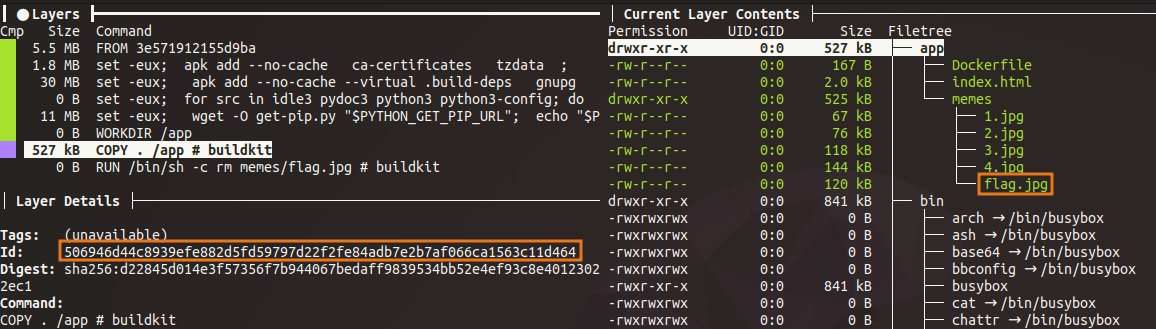 Layers
Cmp Size Command
5.5 MB FROM 3e571912155d9ba
1.8 MB set -eux; apk add --no-cache ca-certificates tzdata ;
30 MB set -eux; apk add --no-cache --virtual .build-deps gnupg
0 B set -eux; for src in idle3 pydoc3 python3 python3-config; do
11 MB set -eux; wget -O get-pip.py "$PYTHON_GET_PIP_URL"; echo "$P
0 B WORKDIR /app
527 kB COPY . /app # buildkit
0 B RUN /bin/sh -c rm memes/flag.jpg # buildkit
Layer Details
Tags: (unavailable)
Id: 506946d44c8939efe882d5fd59797d22f2fe84adb7e2b7af066ca1563c11d464
Digest: sha256:d22845d014e3f57356f7b944067bedaff9839534bb52e4ef93c8e4012302
2ec1
Command:
COPY . /app # buildkit
Current Layer Contents
Permission UID:GID Size Filetree
drwxr-xr-x 0:0 527 kB app
-rw-r--r-- 0:0 167 B Dockerfile
-rw-r--r-- 0:0 2.0 kB index.html
drwxr-xr-x 0:0 525 kB memes
-rw-r--r-- 0:0 67 kB 1.jpg
-rw-r--r-- 0:0 76 kB 2.jpg
-rw-r--r-- 0:0 118 kB 3.jpg
-rw-r--r-- 0:0 144 kB 4.jpg
-rw-r--r-- 0:0 120 kB flag.jpg
drwxr-xr-x 0:0 841 kB bin
-rwxrwxrwx 0:0 0 B arch → /bin/busybox
-rwxrwxrwx 0:0 0 B ash → /bin/busybox
-rwxrwxrwx 0:0 0 B base64 → /bin/busybox
-rwxrwxrwx 0:0 0 B bbconfig → /bin/busybox
-rwxr-xr-x 0:0 841 kB busybox
-rwxrwxrwx 0:0 0 B cat → /bin/busybox
-rwxrwxrwx 0:0 0 B chattr → /bin/busybox